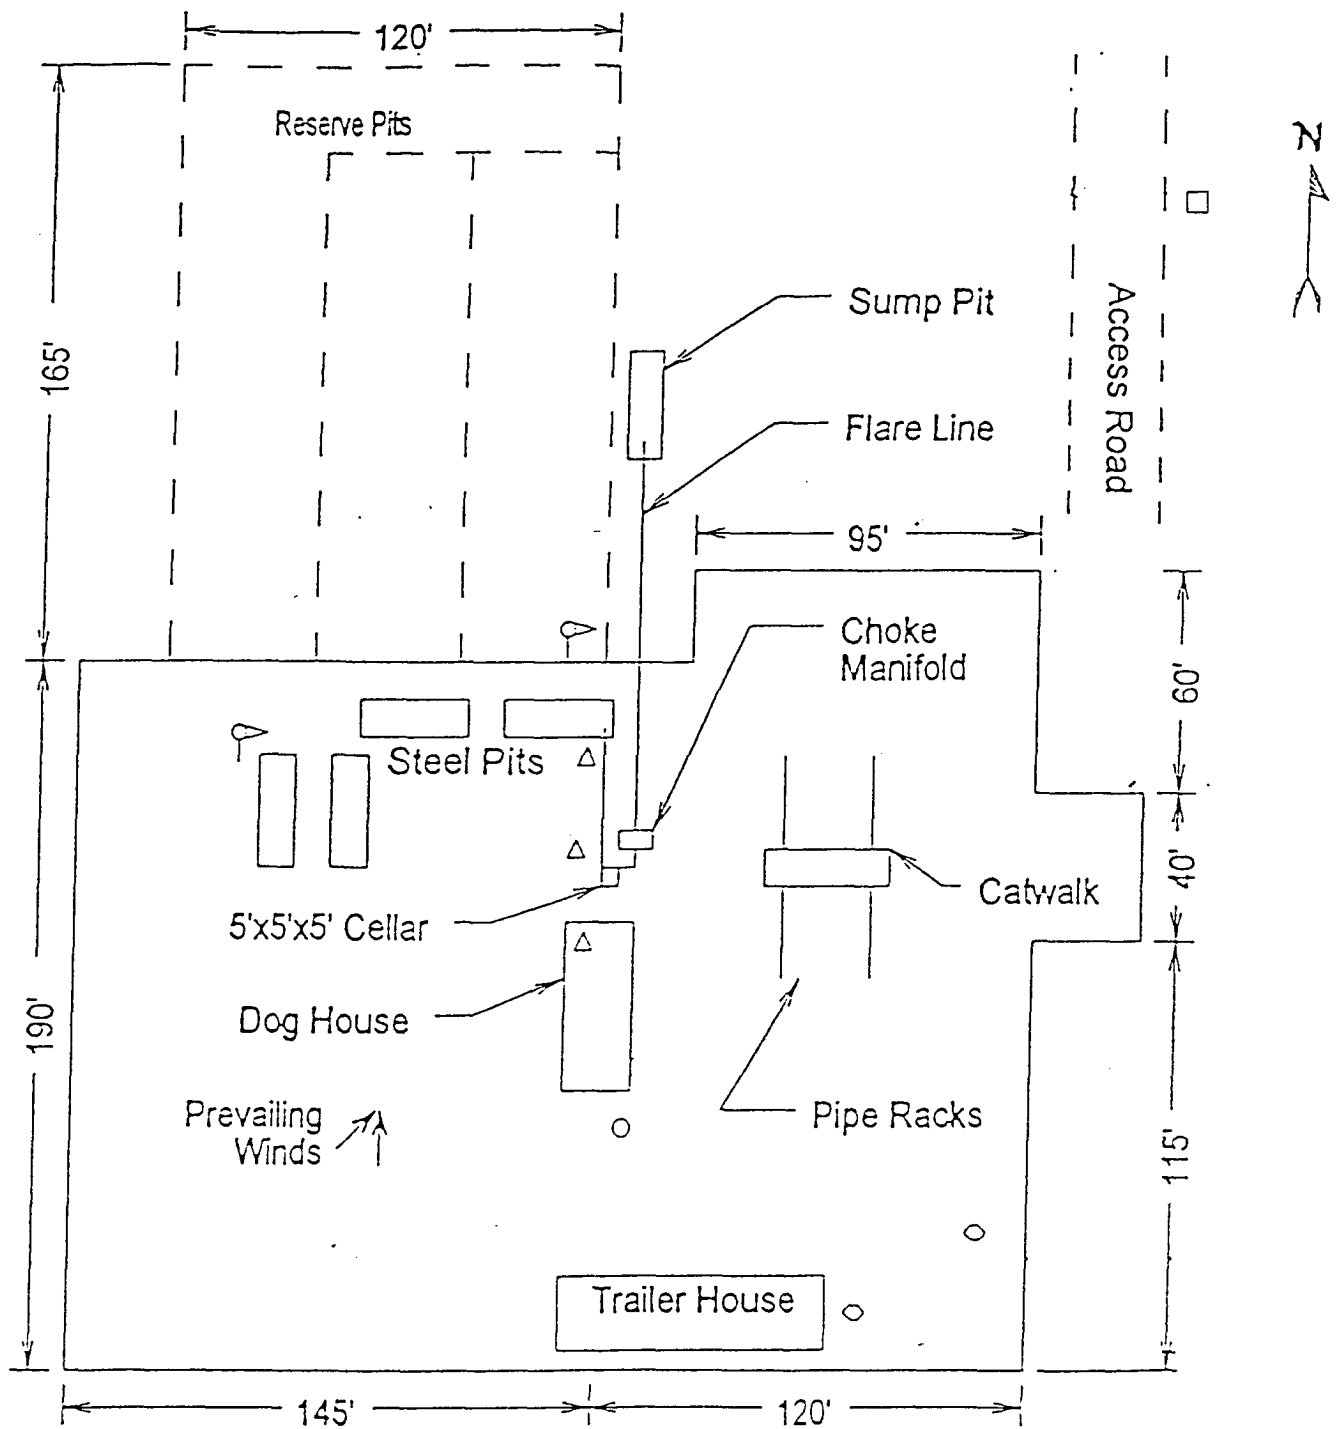 120'
Reserve Pits
N
165'
Sump Pit
Access Road
Flare Line
95'
Choke
Manifold
60'
Steel Pits
40'
Catwalk
5'x5'x5' Cellar
190'
Dog House
Prevailing
Winds
Pipe Racks
115'
Trailer House
145'
120'